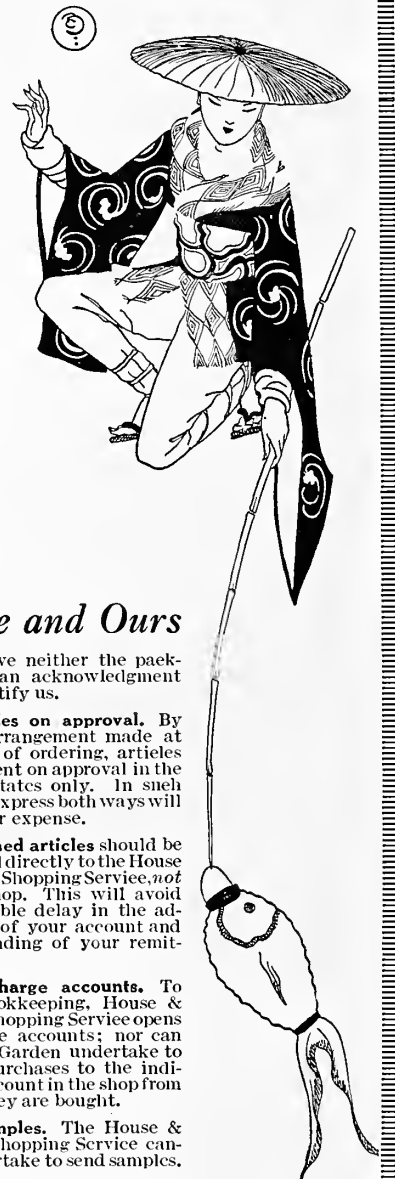 e and Ours
ve neither the pack-
an acknowledgment
tify us.
es on approval. By
rrangement made at
of ordering, articles
ent on approval in the
tates only. In such
xpress both ways will
r expense.
ed articles should be
d directly to the House
Shopping Service, not
op. This will avoid
ble delay in the ad-
of your account and
nding of your remit-
harge accounts. To
okkeeping, House &
hopping Service opens
e accounts; nor can
Garden undertake to
urchases to the indi-
count in the shop from
ey are bought.
mples. The House &
hopping Service can-
rtake to send samples.